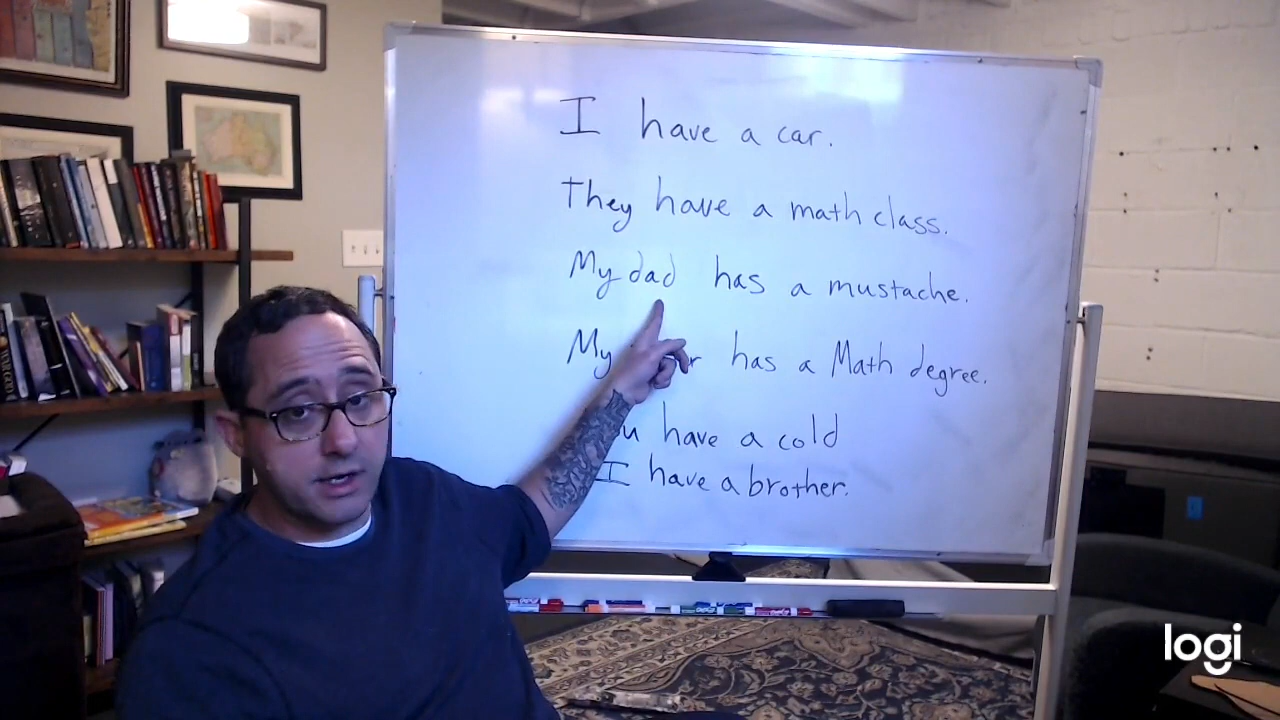 I have a car.
They have a math class.
My dad has a mustache.
My has a Math degree.
have a cold
I have a brother.
logi